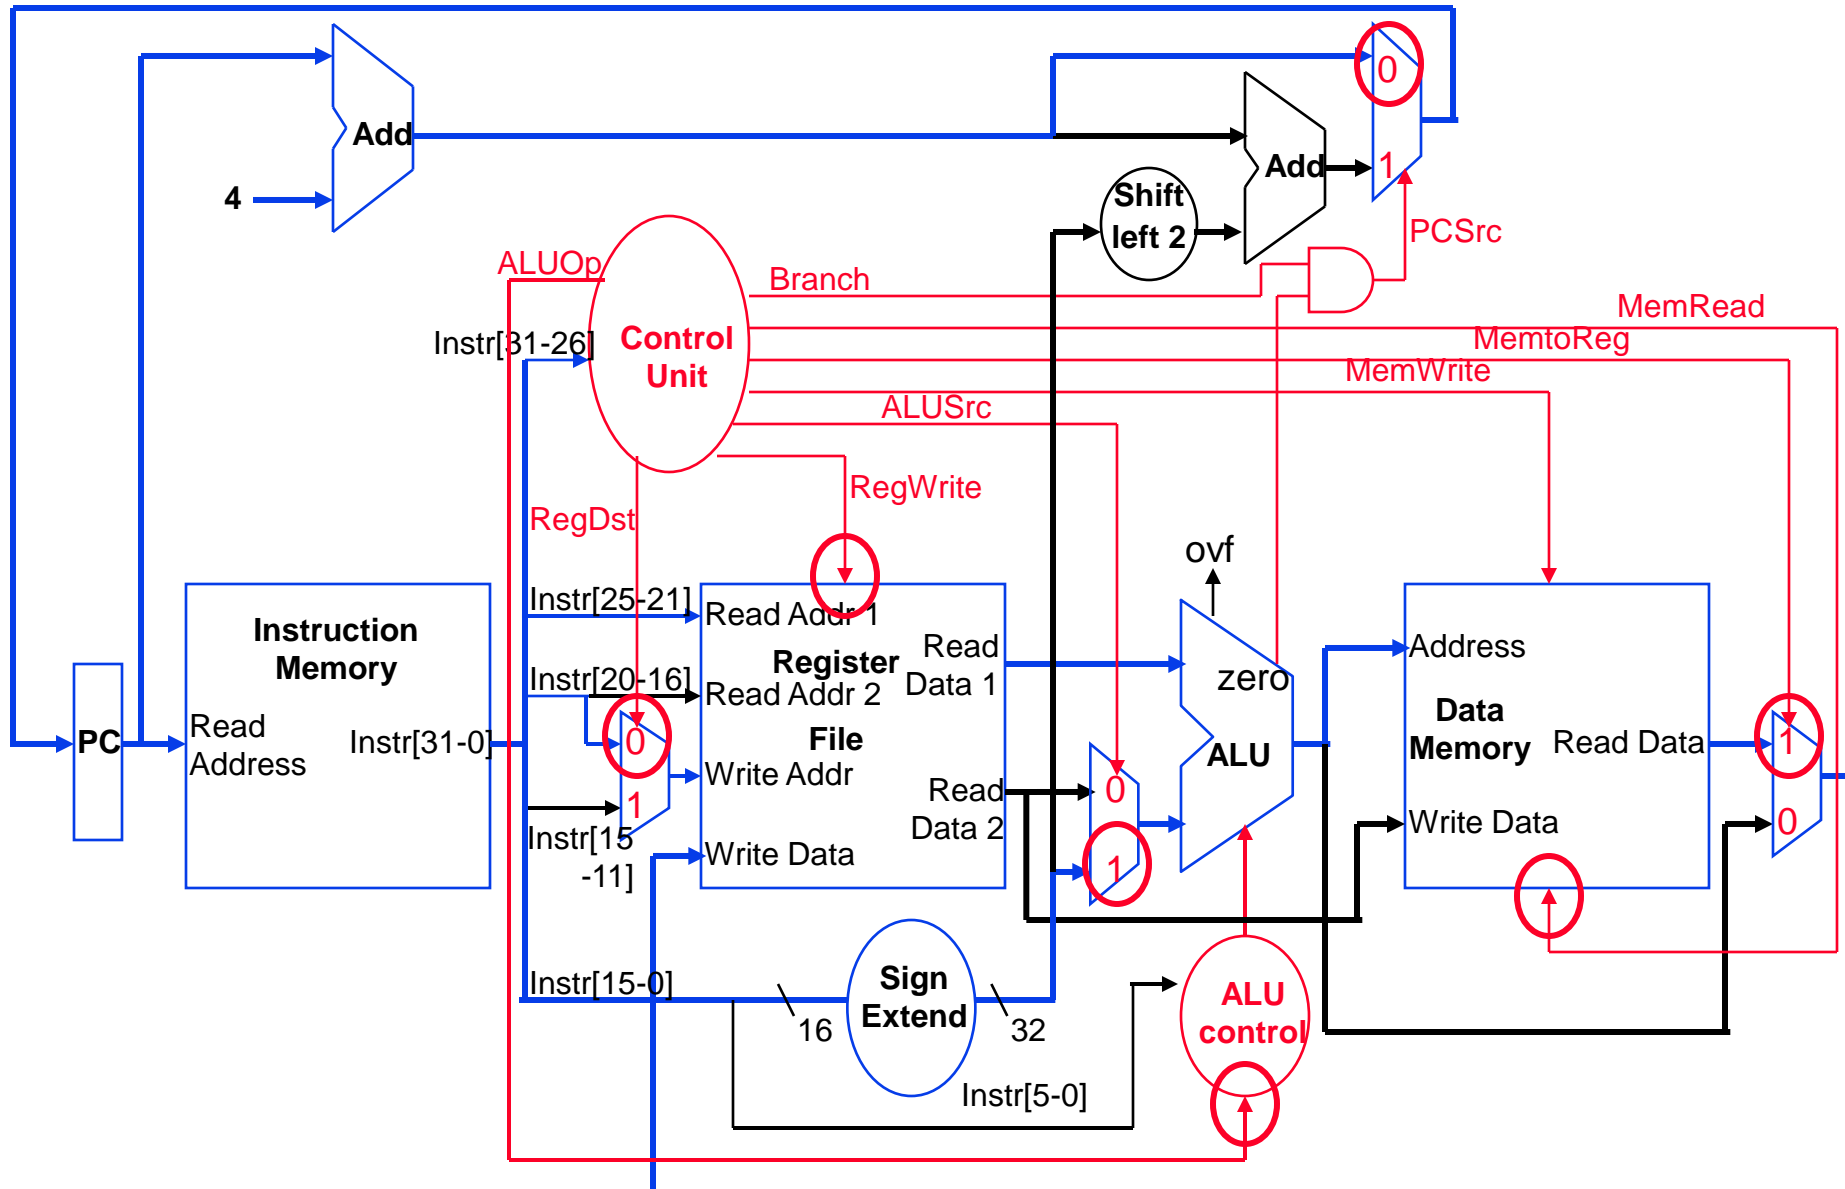 0
Add
Add
1
4
Shift
left 2
PCSrc
ALUOp
Branch
MemRead
Instr[31-26]
Control
Unit
MemtoReg
MemWrite
ALUSrc
RegWrite
RegDst
ovf
Instr[25-21]
Read Addr 1
Instruction
Memory
Register
File
Read
Data 1
Address
Instr[20-16]
Read Addr 2
zero
Data
Memory
PC
Read
Address
Instr[31-0]
0
Write Addr
ALU
Read Data
1
1
Read
Data 2
0
Write Data
0
Instr[15
-11]
Write Data
1
Instr[15-0]
Sign
Extend
16
32
ALU
control
Instr[5-0]